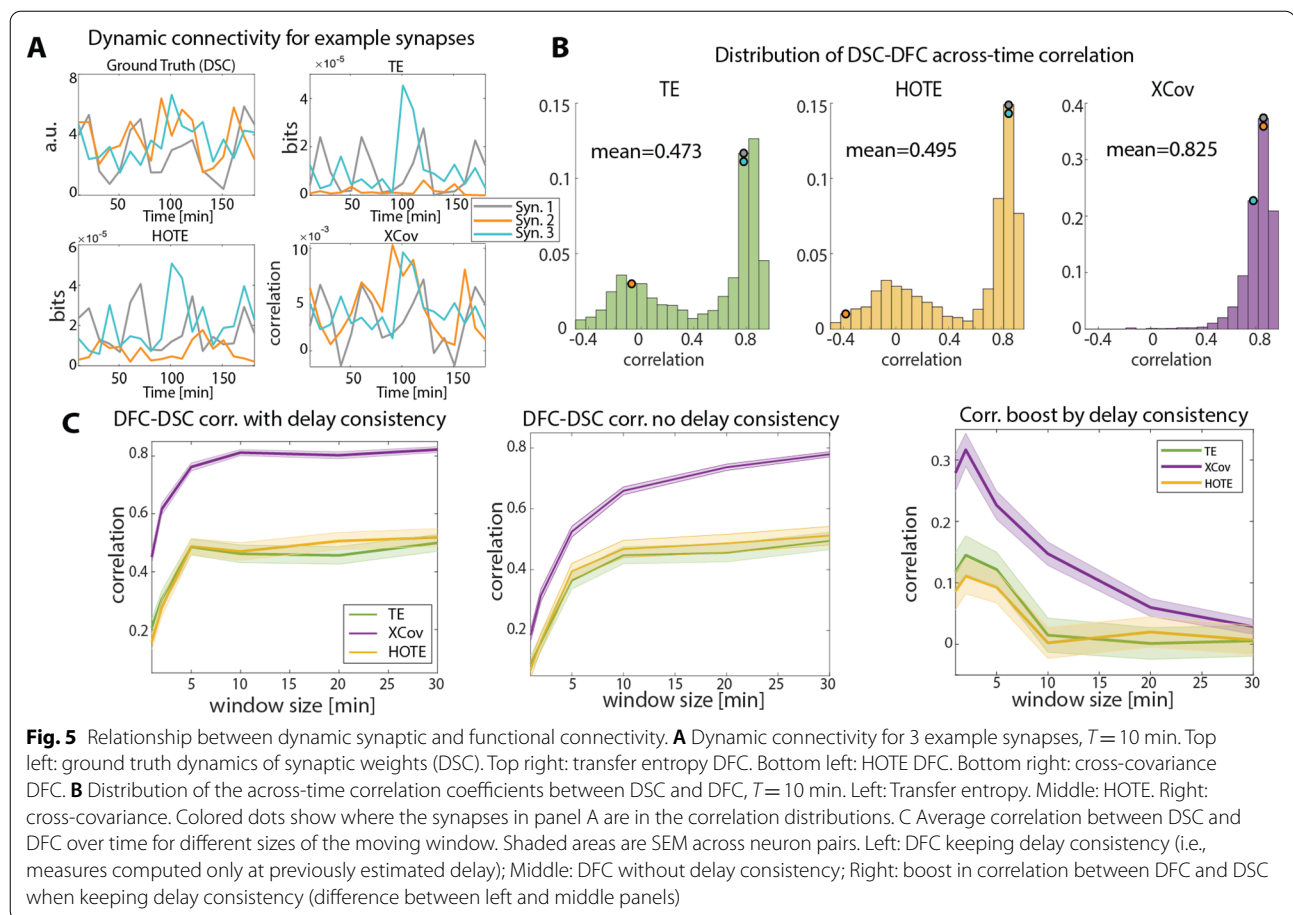 A
Dynamic connectivity for example synapses
Ground Truth (DSC)
8
4
0
a.u.
50 100 150
Time [min]
TE
×10⁻⁵
4
2
0
bits
50 100 150
Time [min]
Syn. 1
Syn. 2
Syn. 3
HOTE
×10⁻⁵
6
4
2
0
bits
50 100 150
Time [min]
XCov
×10⁻³
5
0
correlation
50 100 150
Time [min]
B
Distribution of DSC-DFC across-time correlation
TE
0.15
0.1
0.05
0
mean=0.473
-0.4 0 0.4 0.8
correlation
HOTE
0.15
0.1
0.05
0
mean=0.495
-0.4 0 0.4 0.8
correlation
XCov
0.4
0.3
0.2
0.1
0
mean=0.825
-0.4 0 0.4 0.8
correlation
C
DFC-DSC corr. with delay consistency
0.8
0.6
0.4
0.2
correlation
TE
XCov
HOTE
5 10 15 20 25 30
window size [min]
DFC-DSC corr. no delay consistency
0.8
0.6
0.4
0.2
correlation
5 10 15 20 25 30
window size [min]
Corr. boost by delay consistency
0.3
0.2
0.1
0
correlation
TE
XCov
HOTE
5 10 15 20 25 30
window size [min]
Fig. 5 Relationship between dynamic synaptic and functional connectivity. A Dynamic connectivity for 3 example synapses, T = 10 min. Top
left: ground truth dynamics of synaptic weights (DSC). Top right: transfer entropy DFC. Bottom left: HOTE DFC. Bottom right: cross-covariance
DFC. B Distribution of the across-time correlation coefficients between DSC and DFC, T = 10 min. Left: Transfer entropy. Middle: HOTE. Right:
cross-covariance. Colored dots show where the synapses in panel A are in the correlation distributions. C Average correlation between DSC and
DFC over time for different sizes of the moving window. Shaded areas are SEM across neuron pairs. Left: DFC keeping delay consistency (i.e.,
measures computed only at previously estimated delay); Middle: DFC without delay consistency; Right: boost in correlation between DFC and DSC
when keeping delay consistency (difference between left and middle panels)